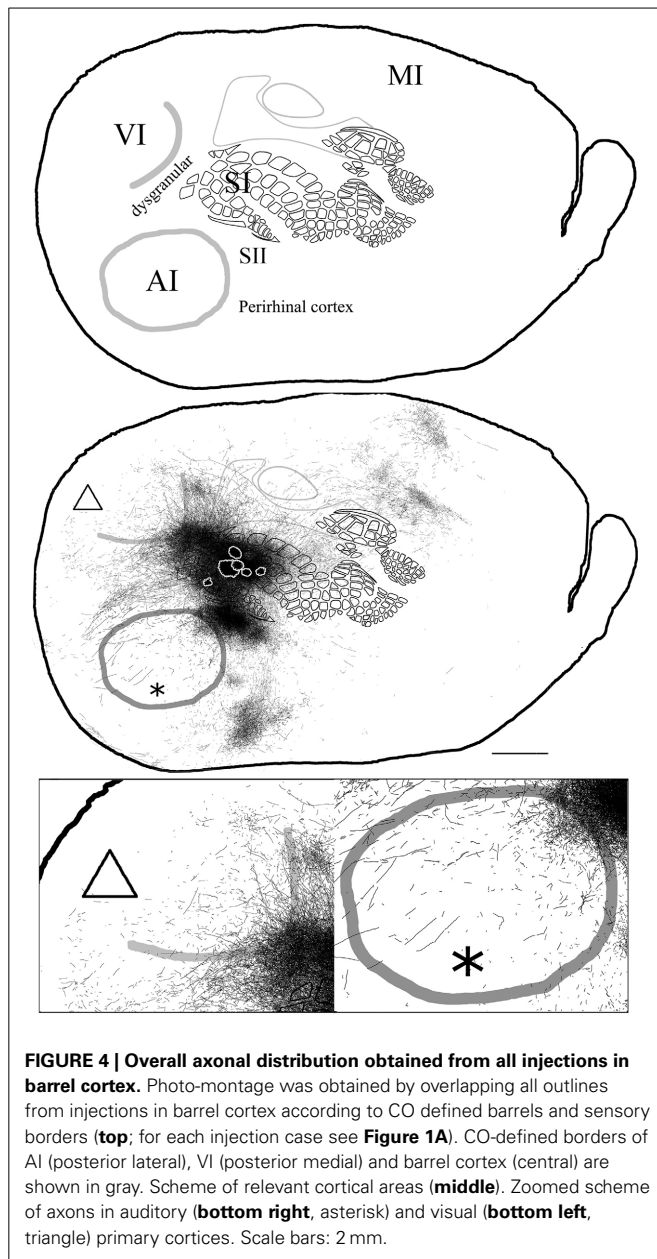 MI
VI
dysgranular
SI
SII
AI
Perirhinal cortex
*
*
FIGURE 4 | Overall axonal distribution obtained from all injections in
barrel cortex. Photo-montage was obtained by overlapping all outlines
from injections in barrel cortex according to CO defined barrels and sensory
borders (top; for each injection case see Figure 1A). CO-defined borders of
AI (posterior lateral), VI (posterior medial) and barrel cortex (central) are
shown in gray. Scheme of relevant cortical areas (middle). Zoomed scheme
of axons in auditory (bottom right, asterisk) and visual (bottom left,
triangle) primary cortices. Scale bars: 2 mm.